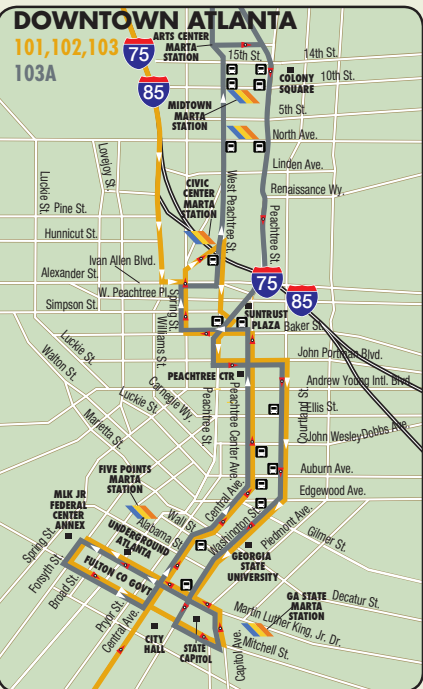 DOWNTOWN ATLANTA
101,102,103
103A
75
85
ARTS CENTER
MARTA
STATION
15th St.
14th St.
10th St.
COLONY
SQUARE
MIDTOWN
MARTA
STATION
5th St.
North Ave.
Linden Ave.
Renaissance Wy.
Lovejoy St.
Luckie St.
Pine St.
Hunnicut St.
CIVIC
CENTER
MARTA
STATION
West Peachtree St.
Peachtree St.
Ivan Allen Blvd.
Alexander St.
W. Peachtree Pl.
Simpson St.
Spring St.
Williams St.
75
85
SUNTRUST
PLAZA
Baker St.
John Portman Blvd.
Luckie St.
Walton St.
Luckie St.
Carnegie Wy.
Marietta St.
PEACHTREE CTR
Andrew Young Intl. Blvd.
Peachtree St.
Peachtree Center Ave.
Courtland St.
Ellis St.
John Wesley Dobbs Ave.
Auburn Ave.
Edgewood Ave.
FIVE POINTS
MARTA
STATION
MLK JR
FEDERAL
CENTER
ANNEX
Wall St.
Alabama St.
Central Ave.
Washington St.
Piedmont Ave.
Gilmer St.
UNDERGROUND
ATLANTA
Spring St.
Forsyth St.
Broad St.
FULTON CO GOVT
GEORGIA
STATE
UNIVERSITY
Decatur St.
GA STATE
MARTA
STATION
Pryor St.
Central Ave.
CITY
HALL
STATE
CAPITOL
Capitol Ave.
Martin Luther King, Jr. Dr.
Mitchell St.